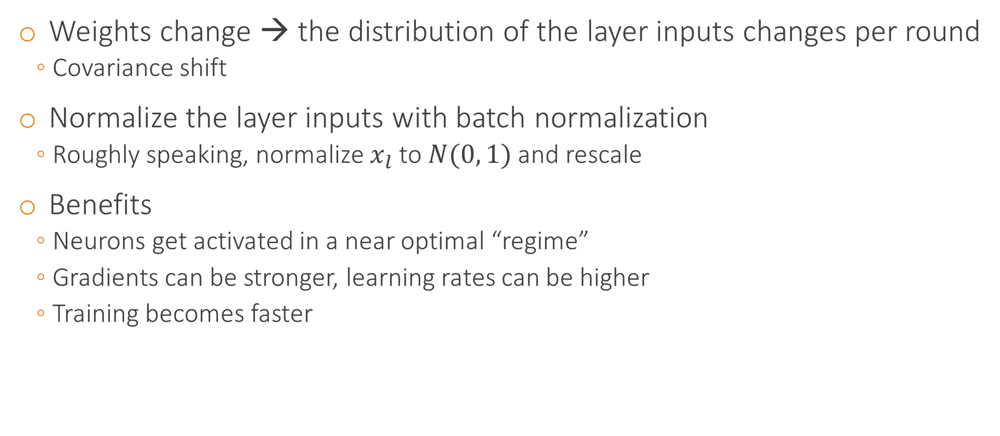 Weights change → the distribution of the layer inputs changes per round
Covariance shift
Normalize the layer inputs with batch normalization
Roughly speaking, normalize x_l to N(0, 1) and rescale
Benefits
Neurons get activated in a near optimal “regime”
Gradients can be stronger, learning rates can be higher
Training becomes faster